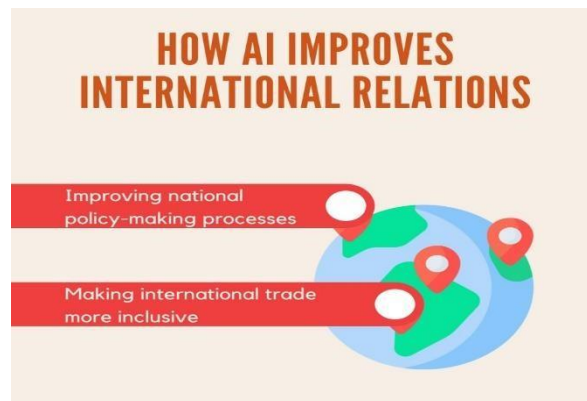 HOW AI IMPROVES
INTERNATIONAL RELATIONS
Improving national
policy-making processes
Making international trade
more inclusive